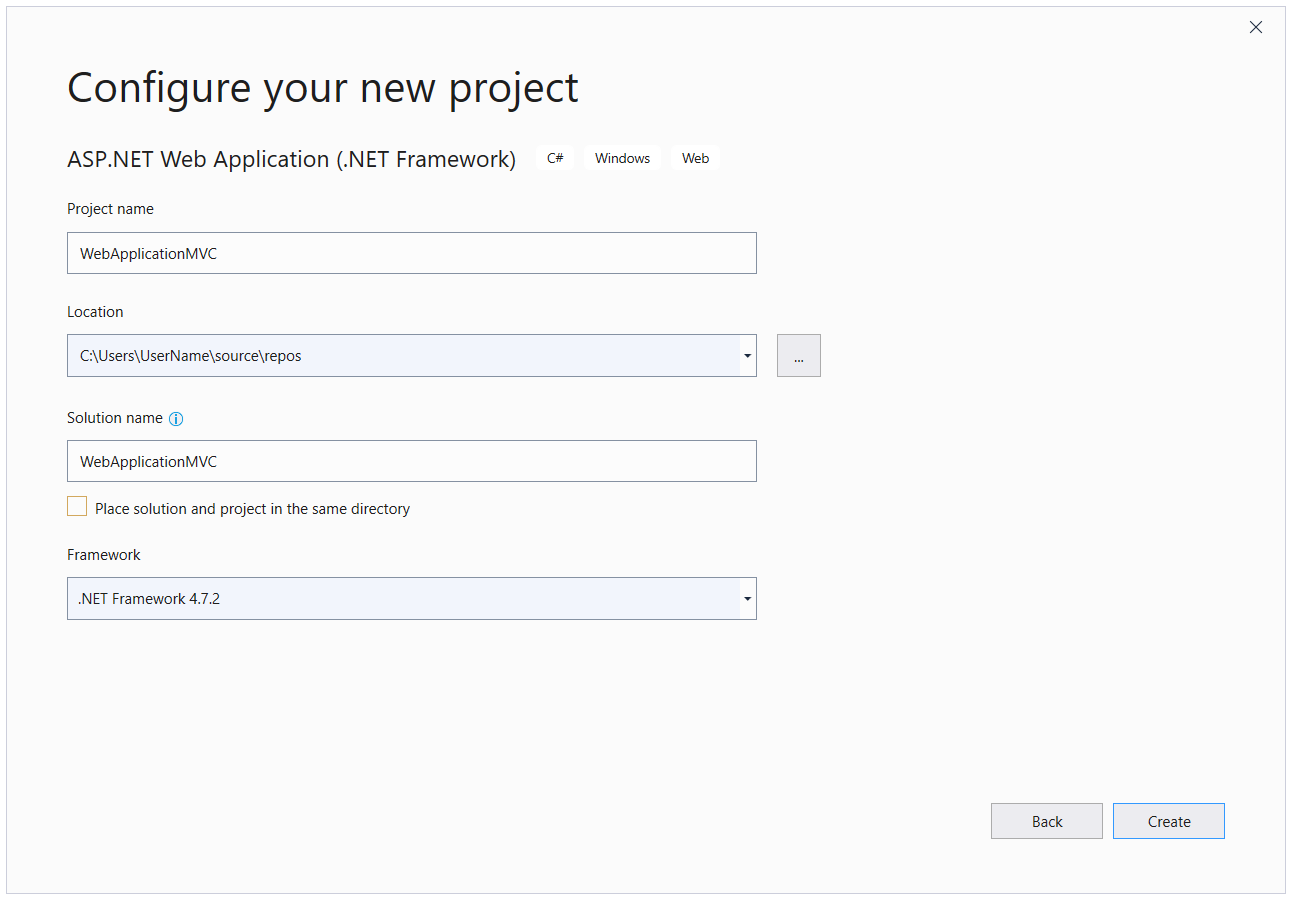 Configure your new project
ASP.NET Web Application (.NET Framework) C# Windows Web
Project name
WebApplicationMVC
Location
C:\Users\UserName\source\repos
...
Solution name
WebApplicationMVC
Place solution and project in the same directory
Framework
.NET Framework 4.7.2
Back Create